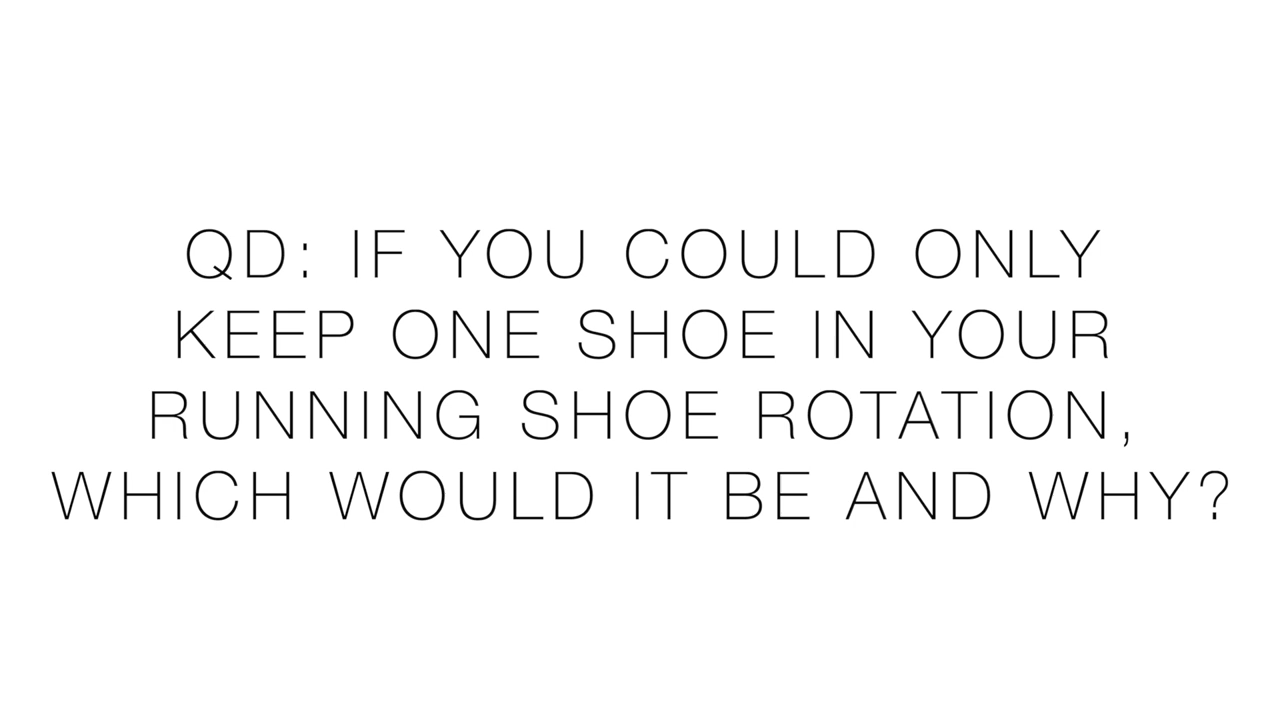 QD: IF YOU COULD ONLY
KEEP ONE SHOE IN YOUR
RUNNING SHOE ROTATION,
WHICH WOULD IT BE AND WHY?